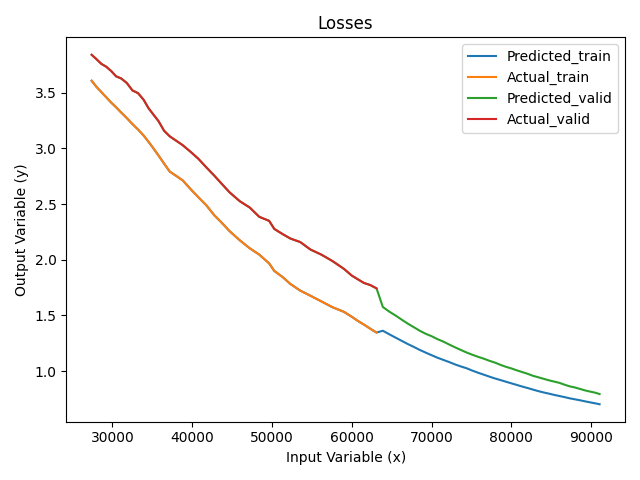 Losses
Predicted_train
Actual_train
Predicted_valid
Actual_valid
Output Variable (y)
3.5
3.0
2.5
2.0
1.5
1.0
30000 40000 50000 60000 70000 80000 90000
Input Variable (x)